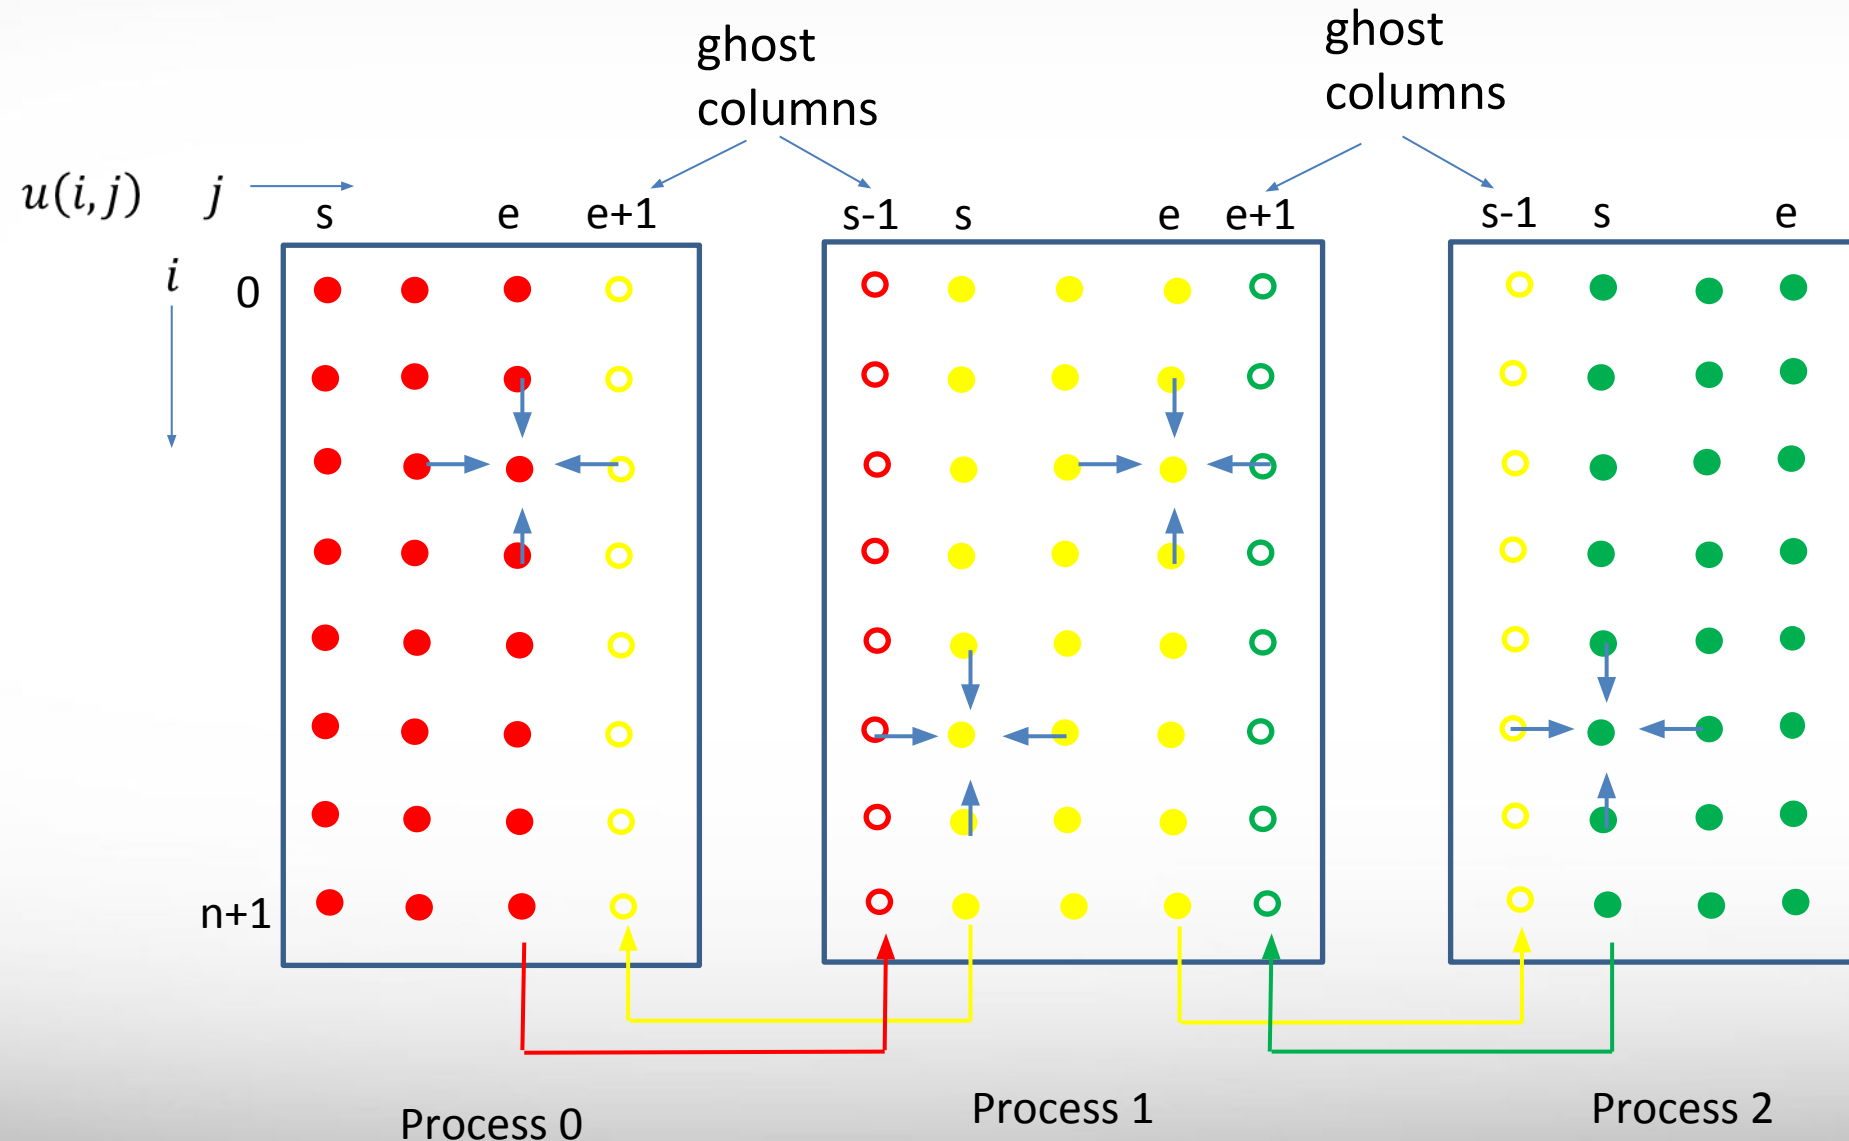 ghost
columns
ghost
columns
u(i,j) j
s e e+1 s-1 s e e+1 s-1 s e
i
0
n+1
Process 0 Process 1 Process 2